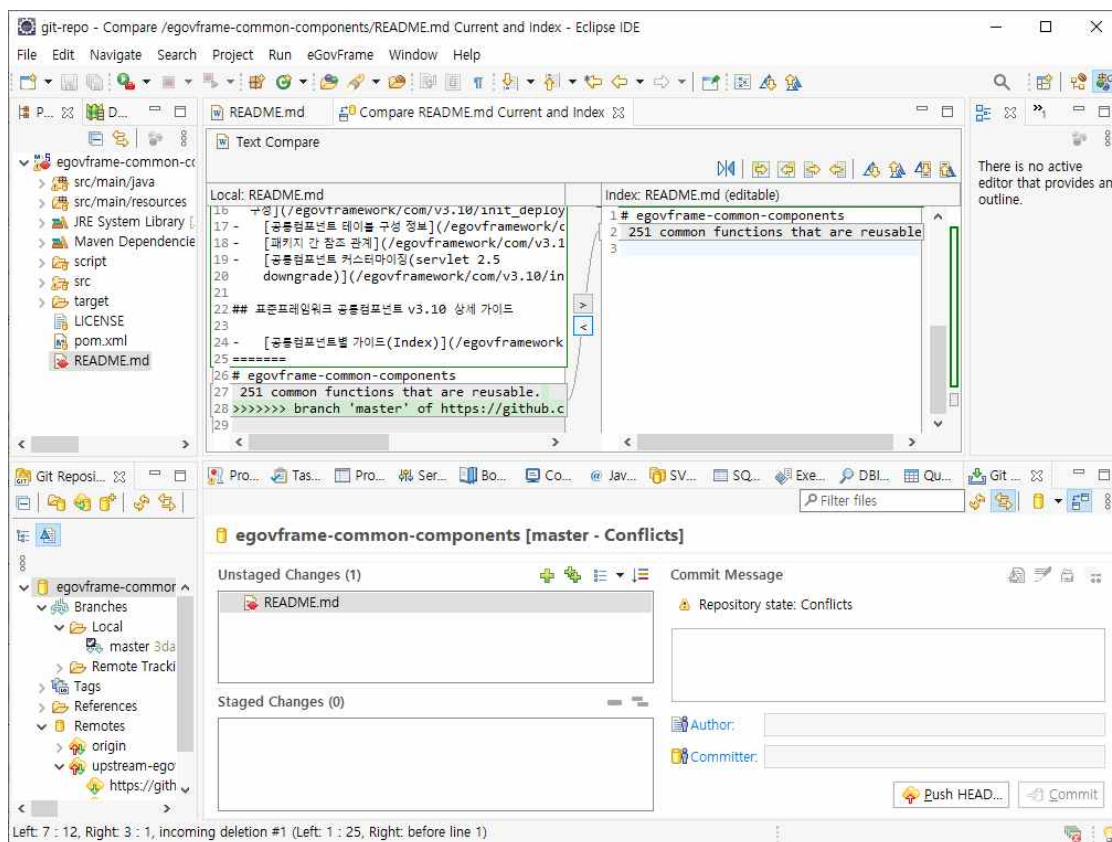 git-repo - Compare /egovframe-common-components/README.md Current and Index - Eclipse IDE
File Edit Navigate Search Project Run eGovFrame Window Help
P... D...
README.md Compare README.md Current and Index
There is no active
editor that provides an
outline.
Text Compare
egovframe-common-co
src/main/java
src/main/resources
JRE System Library [
Maven Dependencie
script
src
target
LICENSE
pom.xml
README.md
Local: README.md
16 구성](/egovframework/com/v3.10/init_deploy
17 - [공통컴포넌트 테이블 구성 정보](/egovframework/c
18 - [패키지 간 참조 관계](/egovframework/com/v3.1
19 - [공통컴포넌트 커스터마이징(servlet 2.5
20 downgrade)](/egovframework/com/v3.10/in
21
22 ## 표준프레임워크 공통컴포넌트 v3.10 상세 가이드
23
24 - [공통컴포넌트별 가이드(Index)](/egovframework
25 =======
26 # egovframe-common-components
27 251 common functions that are reusable.
28 >>>>>>> branch 'master' of https://github.c
29
Index: README.md (editable)
1 # egovframe-common-components
2 251 common functions that are reusable
3
Git Reposi...
Pro... Tas... Pro... Ser... Bo... Co... Jav... SV... SQ... Exe... DBI... Qu... Git ...
Filter files
egovframe-common-components [master - Conflicts]
egovframe-commor
Branches
Local
master 3da
Remote Tracki
Tags
References
Remotes
origin
upstream-ego
https://gith
Unstaged Changes (1)
README.md
Staged Changes (0)
Commit Message
Repository state: Conflicts
Author:
Committer:
Push HEAD... Commit
Left: 7 : 12, Right: 3 : 1, incoming deletion #1 (Left: 1 : 25, Right: before line 1)